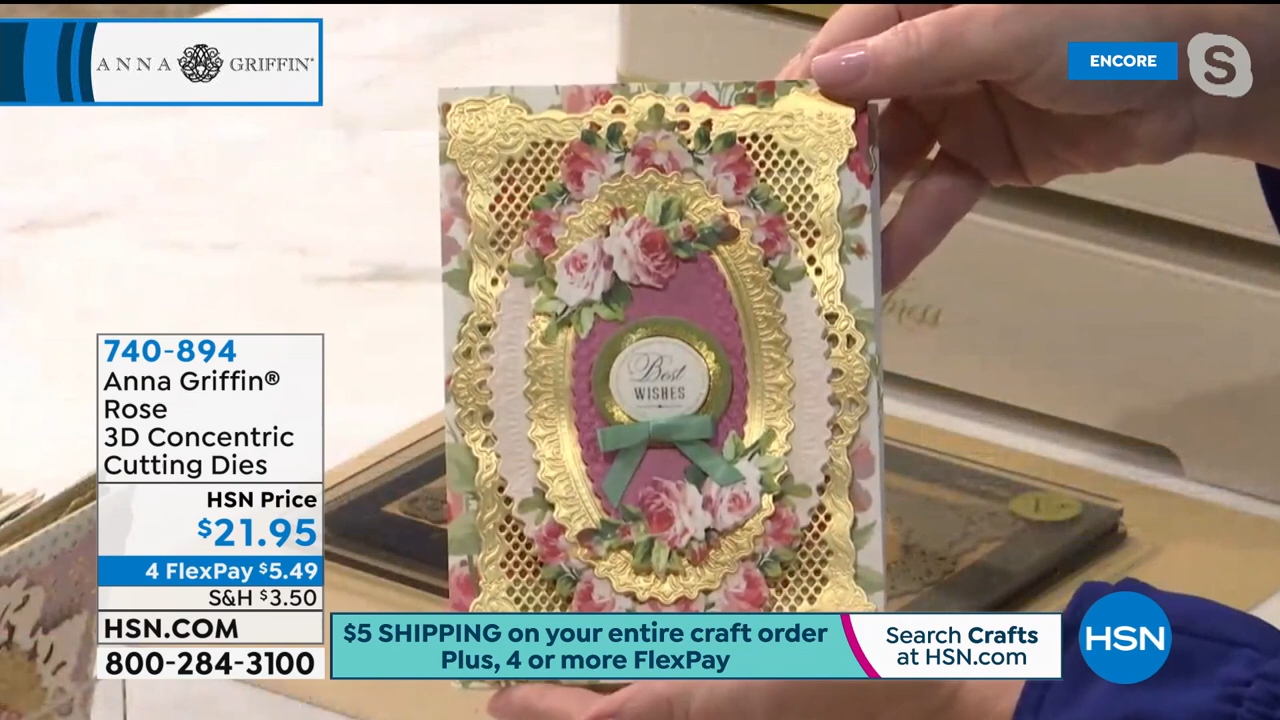 ANNA GRIFFIN®
ENCORE
S
Best
WISHES
740-894
Anna Griffin®
Rose
3D Concentric
Cutting Dies
HSN Price
$21.95
4 FlexPay $5.49
S&H $3.50
HSN.COM
800-284-3100
$5 SHIPPING on your entire craft order
Plus, 4 or more FlexPay
Search Crafts
at HSN.com
HSN